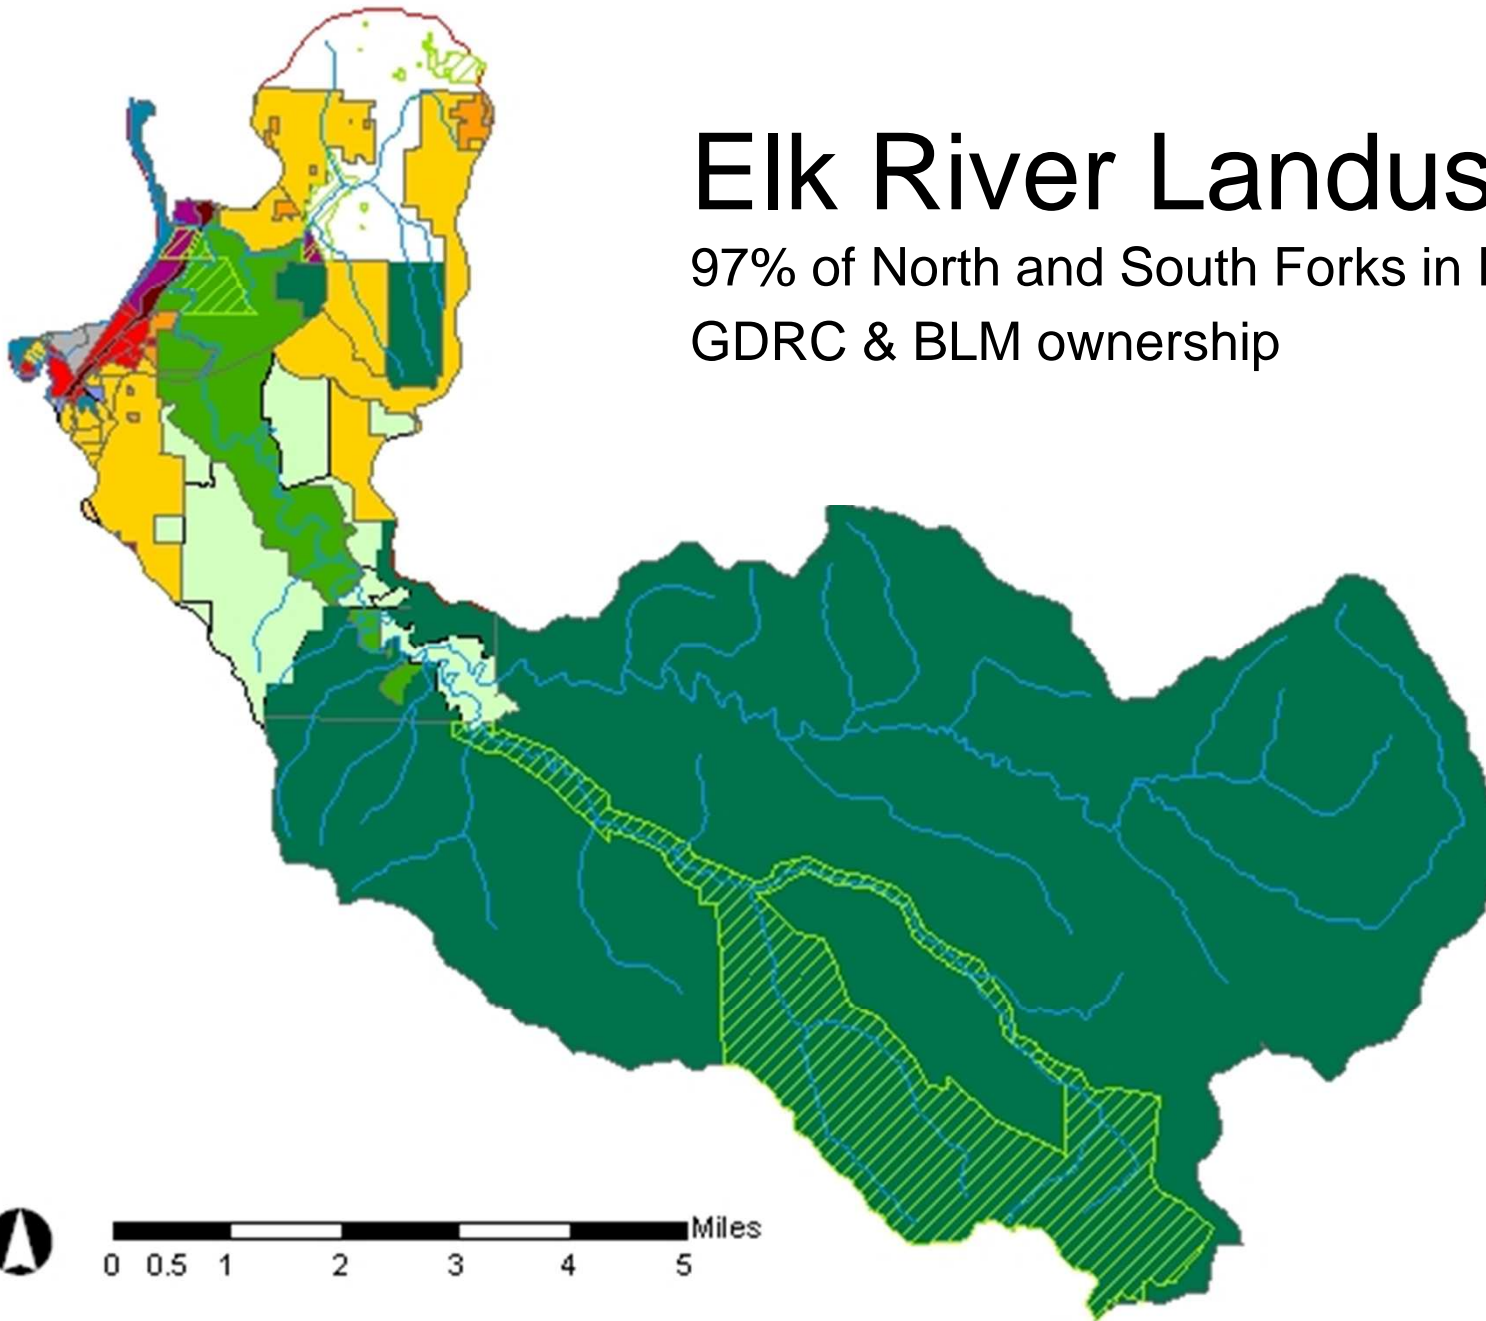 Elk River Landus
97% of North and South Forks in
GDRC & BLM ownership
Miles
0 0.5 1 2 3 4 5